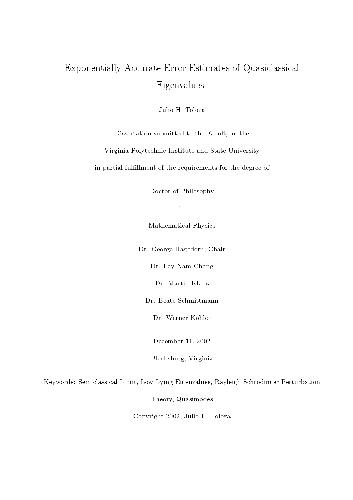 Exponentially Accurate Error Estimates of Quasiclassical
Eigenvalues
Julio H. Toloza
Dissertation submitted to the Faculty of the
Virginia Polytechnic Institute and State University
in partial fulfillment of the requirements for the degree of
Doctor of Philosophy
in
Mathematical Physics
Dr. George Hagedorn, Chair
Dr. Lay Nam Chang
Dr. Martin Klaus
Dr. Beate Schmittmann
Dr. Werner Kohler
December 11, 2002
Blacksburg, Virginia
Keywords: Semiclassical Limit, Low Lying Eigenvalues, Rayleigh Schrödinger Perturbation
Theory, Quasimodes
Copyright 2002, Julio H. Toloza